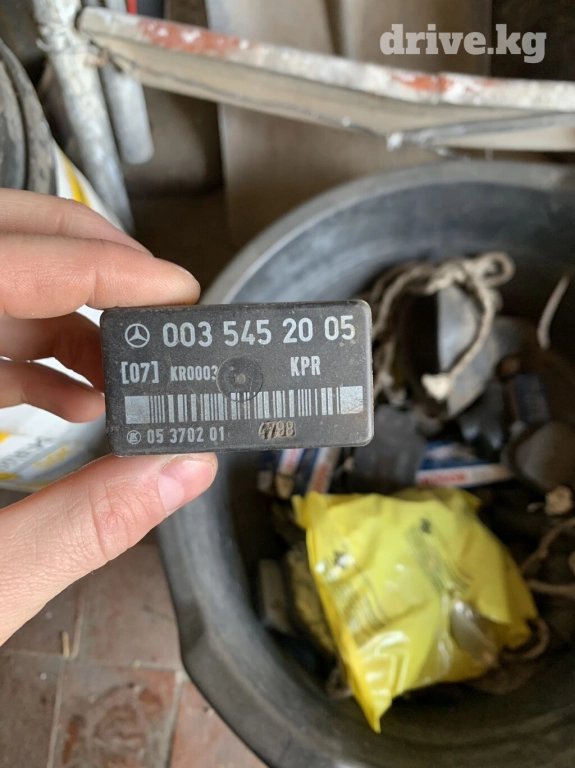 drive.kg
003 545 20 05
[07] KR0003 KPR
05 3702 01 4798